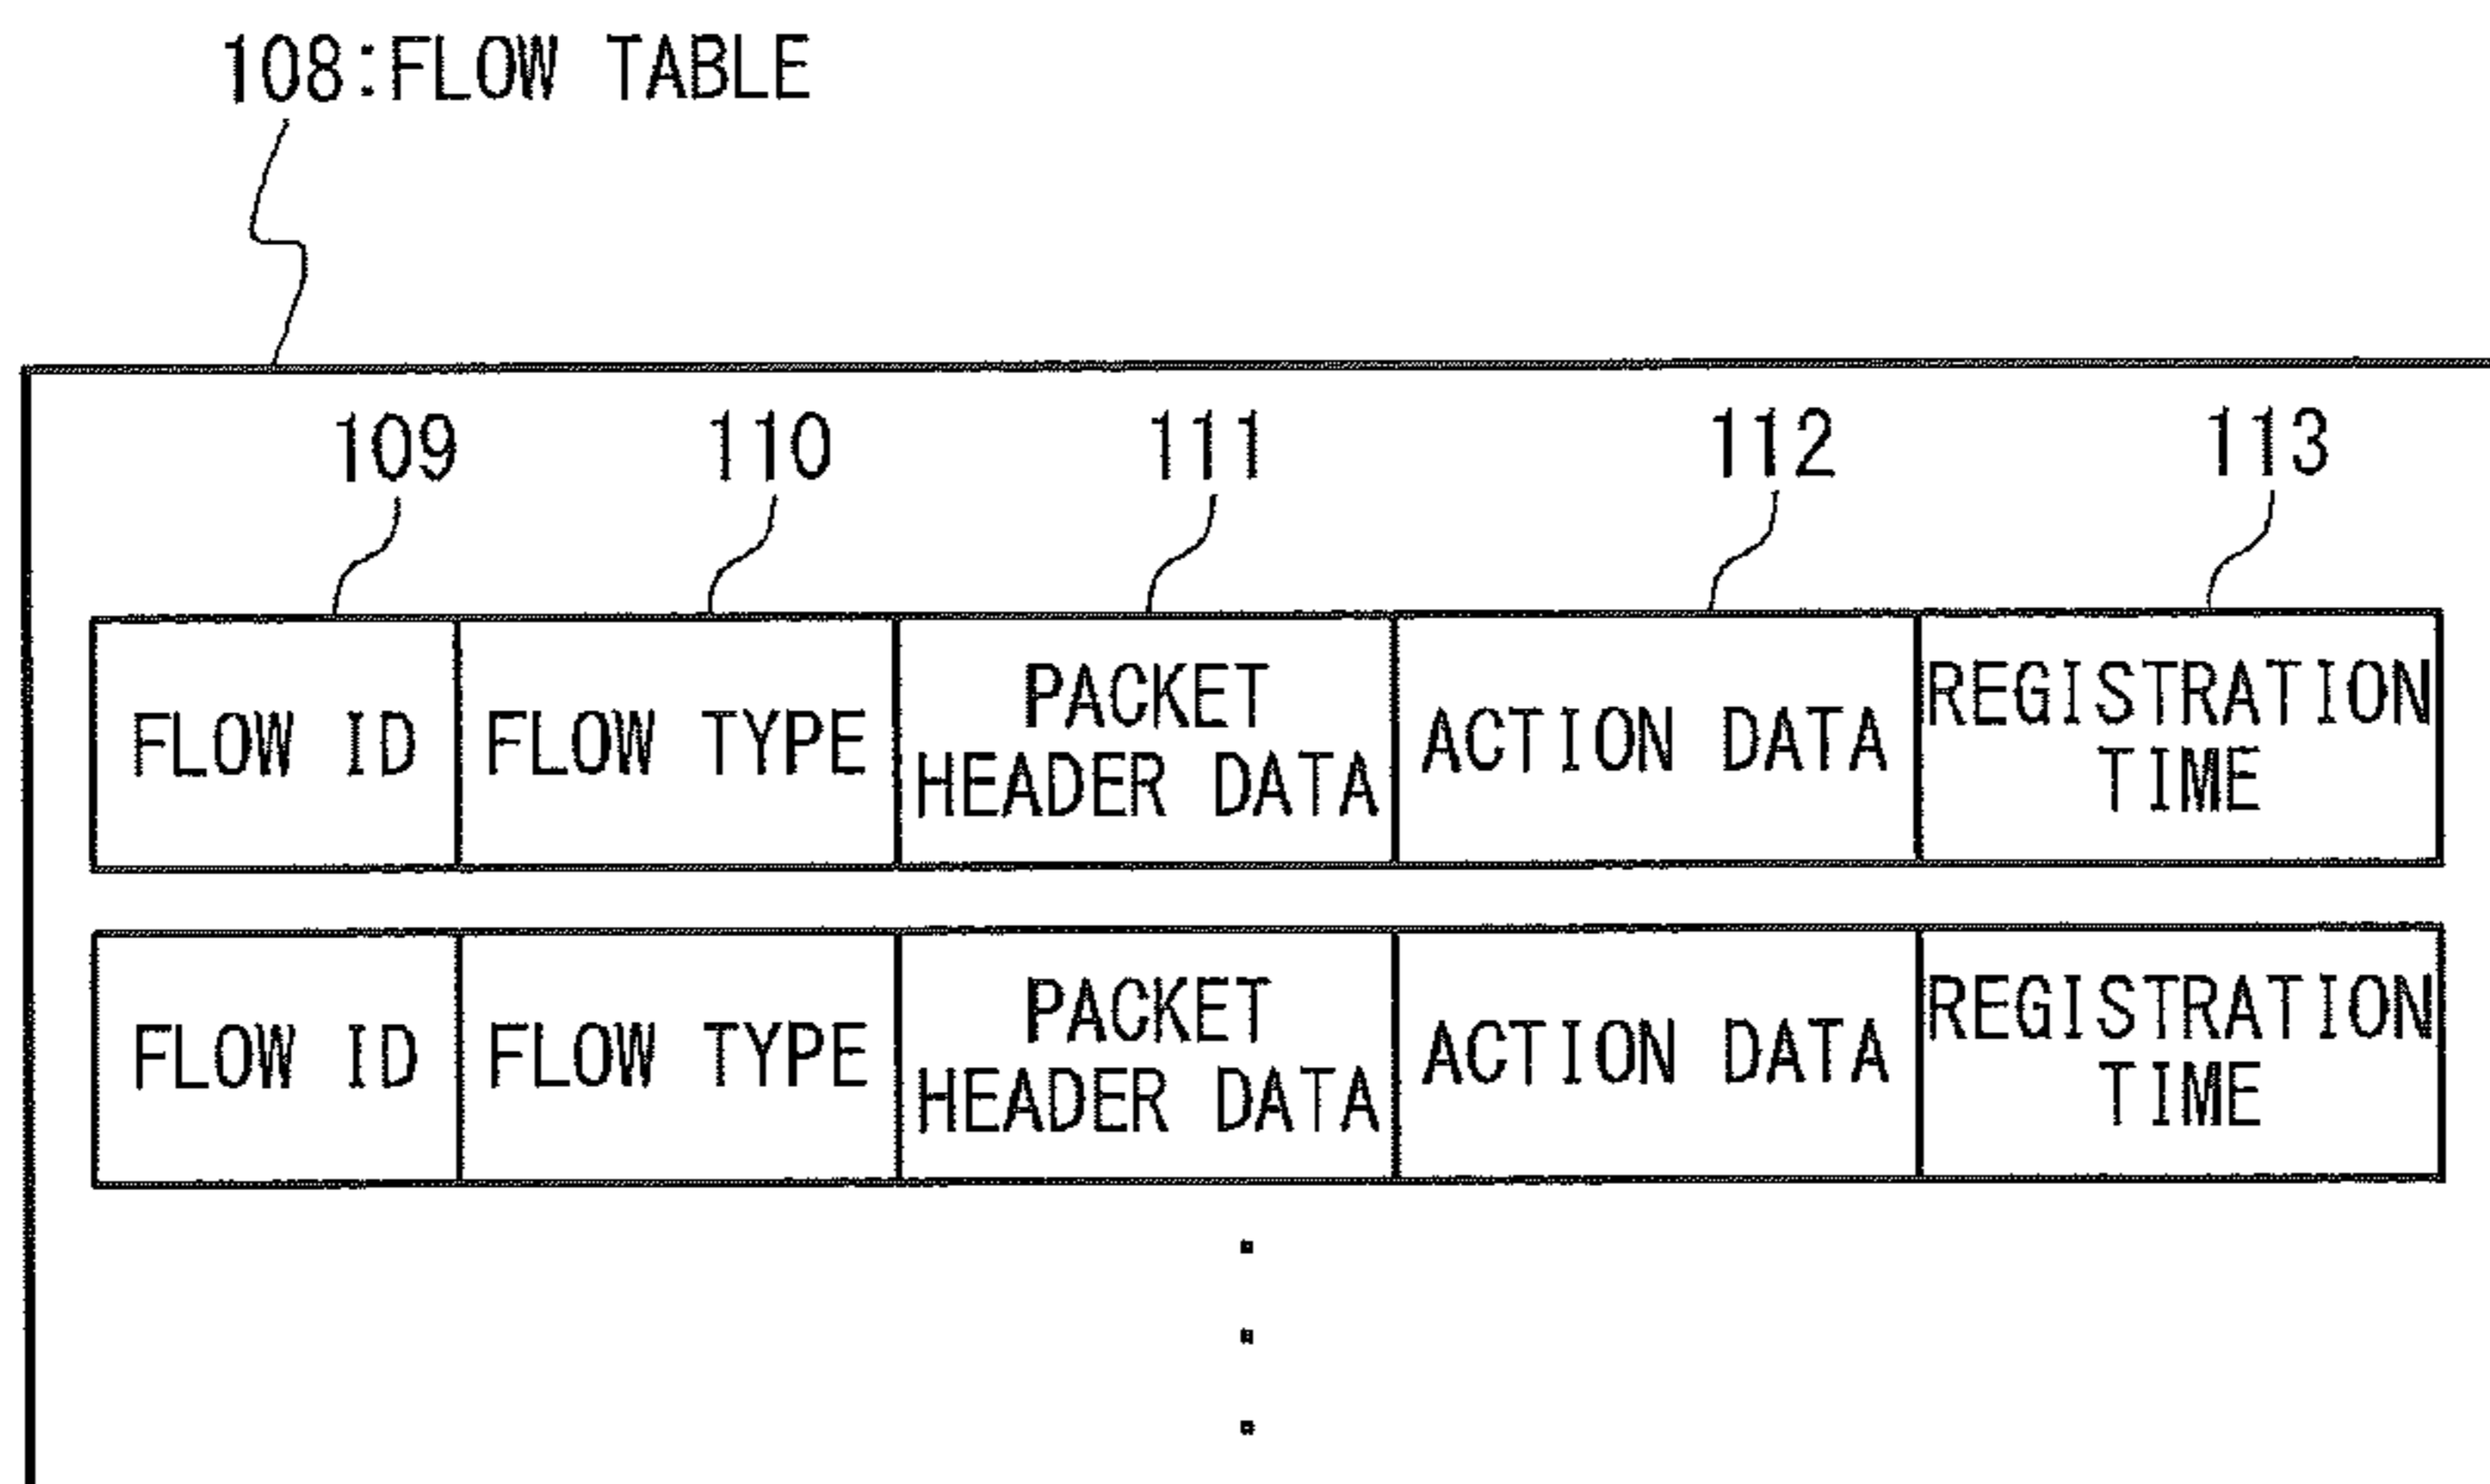 108:FLOW TABLE
109 110 111 112 113
FLOW ID FLOW TYPE PACKET HEADER DATA ACTION DATA REGISTRATION TIME
FLOW ID FLOW TYPE PACKET HEADER DATA ACTION DATA REGISTRATION TIME